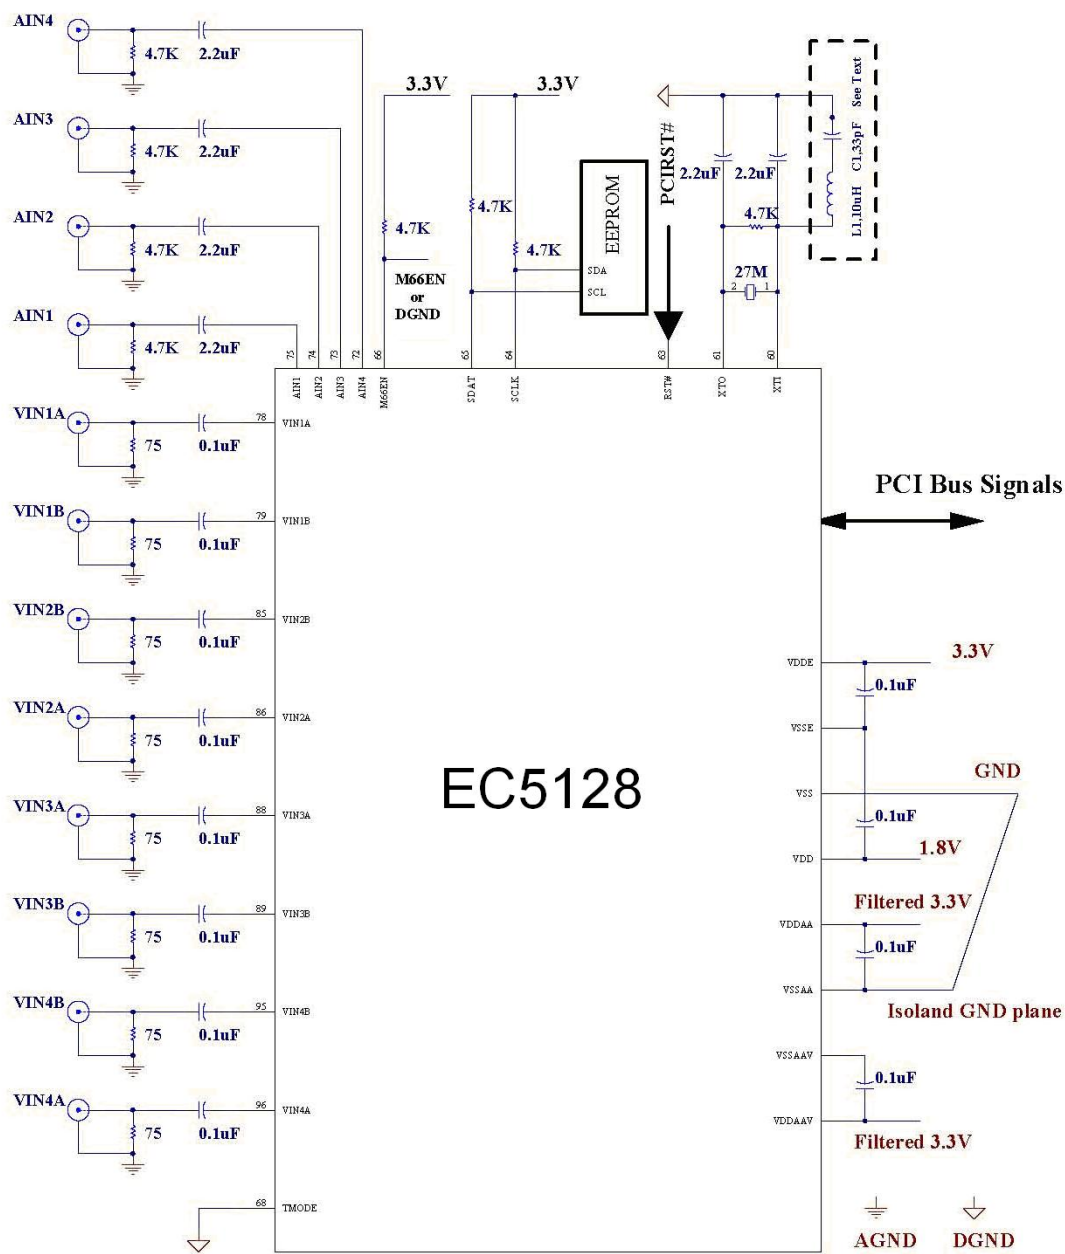 AIN4
4.7K 2.2uF
AIN3
4.7K 2.2uF
AIN2
4.7K 2.2uF
AIN1
4.7K 2.2uF
3.3V
4.7K
M66EN
or
DGND
3.3V
4.7K
4.7K
EEPROM
SDA
SCL
PCIRST#
2.2uF 2.2uF
4.7K
27M
2 1
L1,10uH C1,33pF See Text
75 74 73 72 66 65 64 63 61 60
AIN1 AIN2 AIN3 AIN4 M66EN SDAT SCLK RST# XTO XTI
VIN1A
75 0.1uF
78 VIN1A
VIN1B
75 0.1uF
79 VIN1B
VIN2B
75 0.1uF
85 VIN2B
VIN2A
75 0.1uF
86 VIN2A
VIN3A
75 0.1uF
88 VIN3A
VIN3B
75 0.1uF
89 VIN3B
VIN4B
75 0.1uF
95 VIN4B
VIN4A
75 0.1uF
96 VIN4A
68 TMODE
EC5128
PCI Bus Signals
VDDE 3.3V
0.1uF
VSSE
GND
VSS
0.1uF
VDD 1.8V
Filtered 3.3V
VDDAA
0.1uF
VSSAA
Isoland GND plane
VSSAAV
0.1uF
VDDAAV
Filtered 3.3V
AGND DGND